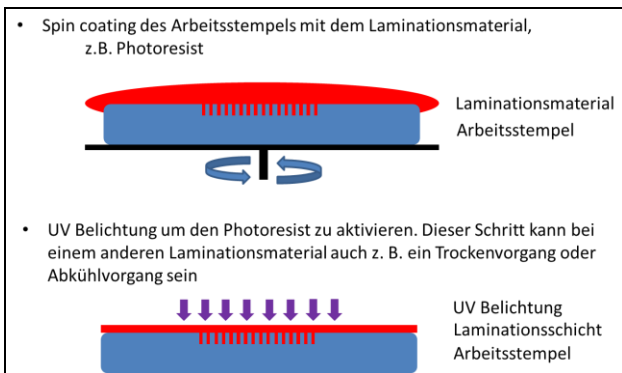 • Spin coating des Arbeitsstempels mit dem Laminationsmaterial,
z.B. Photoresist
Laminationsmaterial
Arbeitsstempel
• UV Belichtung um den Photoresist zu aktivieren. Dieser Schritt kann bei
einem anderen Laminationsmaterial auch z. B. ein Trockenvorgang oder
Abkühlvorgang sein
UV Belichtung
Laminationsschicht
Arbeitsstempel